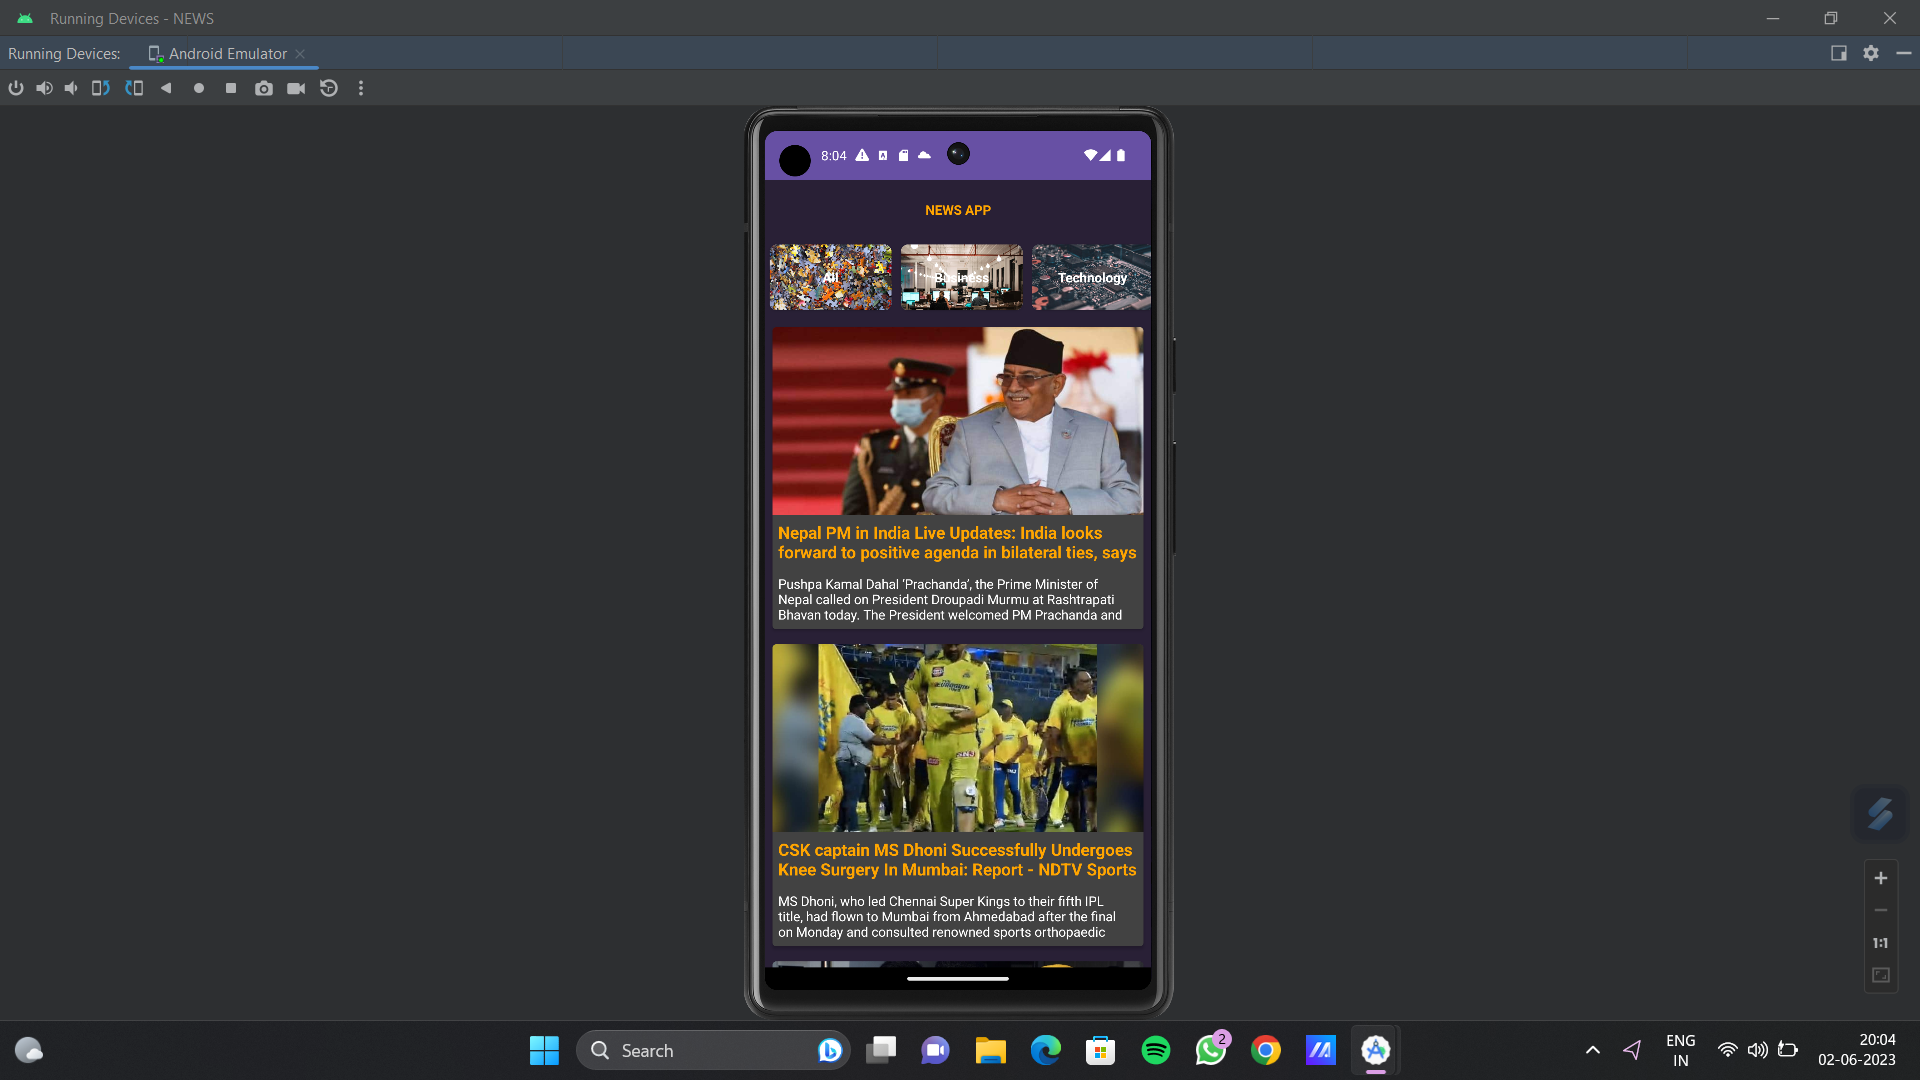 Running Devices - NEWS
Running Devices:
Android Emulator
8:04
NEWS APP
All
Business
Technology
Nepal PM in India Live Updates: India looks
forward to positive agenda in bilateral ties, says
Pushpa Kamal Dahal ‘Prachanda’, the Prime Minister of
Nepal called on President Droupadi Murmu at Rashtrapati
Bhavan today. The President welcomed PM Prachanda and
CSK captain MS Dhoni Successfully Undergoes
Knee Surgery In Mumbai: Report - NDTV Sports
MS Dhoni, who led Chennai Super Kings to their fifth IPL
title, had flown to Mumbai from Ahmedabad after the final
on Monday and consulted renowned sports orthopaedic
1:1
Search
2
ENG
IN
20:04
02-06-2023